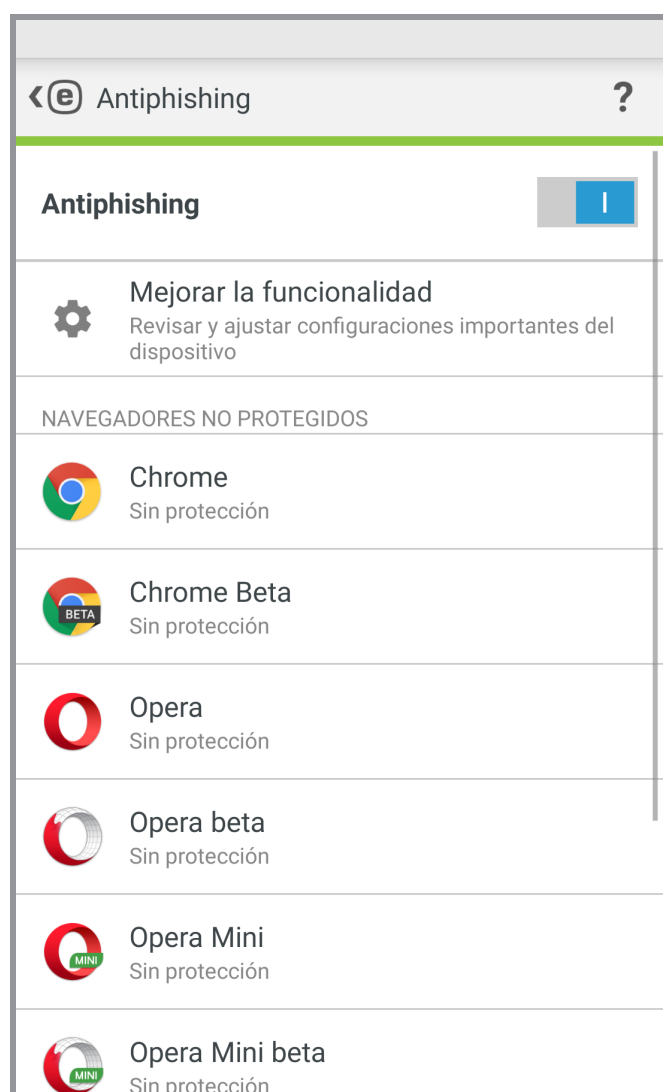 e
Antiphishing
?
Antiphishing
I
Mejorar la funcionalidad
Revisar y ajustar configuraciones importantes del
dispositivo
NAVEGADORES NO PROTEGIDOS
Chrome
Sin protección
BETA
Chrome Beta
Sin protección
Opera
Sin protección
Opera beta
Sin protección
MINI
Opera Mini
Sin protección
MINI
Opera Mini beta
Sin protección